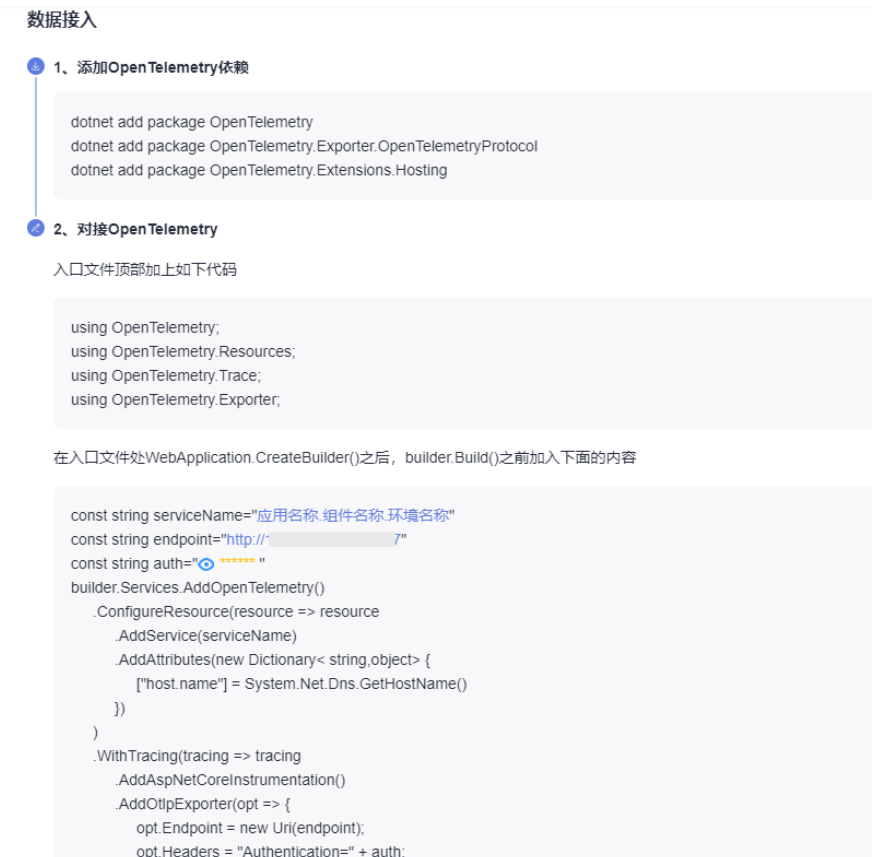 数据接入
1、添加OpenTelemetry依赖
dotnet add package OpenTelemetry
dotnet add package OpenTelemetry.Exporter.OpenTelemetryProtocol
dotnet add package OpenTelemetry.Extensions.Hosting
2、对接OpenTelemetry
入口文件顶部加上如下代码
using OpenTelemetry;
using OpenTelemetry.Resources;
using OpenTelemetry.Trace;
using OpenTelemetry.Exporter;
在入口文件处WebApplication.CreateBuilder()之后，builder.Build()之前加入下面的内容
const string serviceName="应用名称.组件名称.环境名称"
const string endpoint="http://7"
const string auth="****** "
builder.Services.AddOpenTelemetry()
.ConfigureResource(resource => resource
.AddService(serviceName)
.AddAttributes(new Dictionary< string,object> {
["host.name"] = System.Net.Dns.GetHostName()
})
)
.WithTracing(tracing => tracing
.AddAspNetCoreInstrumentation()
.AddOtlpExporter(opt => {
opt.Endpoint = new Uri(endpoint);
opt.Headers = "Authentication=" + auth;